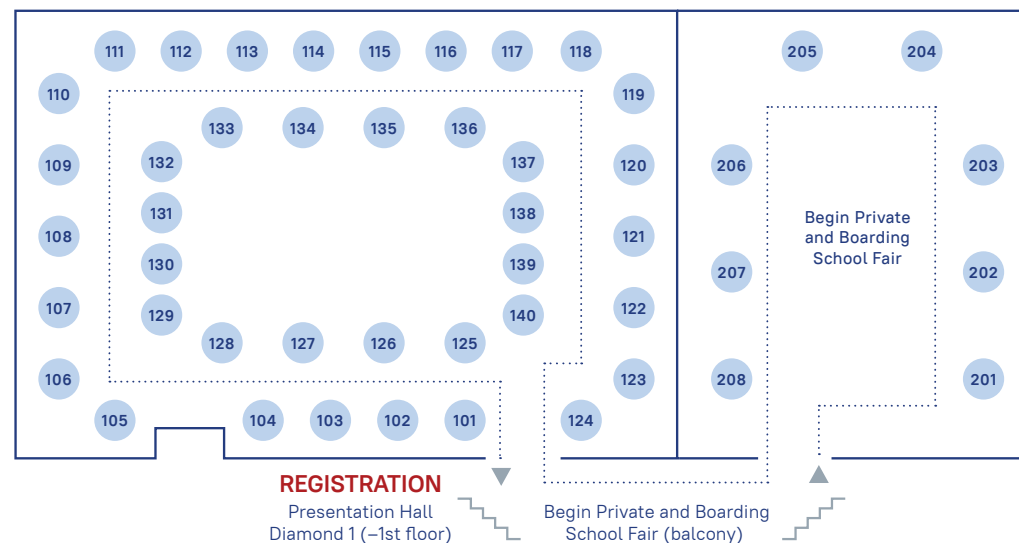 111 112 113 114 115 116 117 118
205 204
110
119
133 134 135 136
132
137
109
120
206
203
131
138
108
121
Begin Private
and Boarding
School Fair
130
139
207
202
107
122
129
140
128 127 126 125
106
123
208
201
105
104 103 102 101
124
REGISTRATION
Presentation Hall
Diamond 1 (–1st floor)
Begin Private and Boarding
School Fair (balcony)